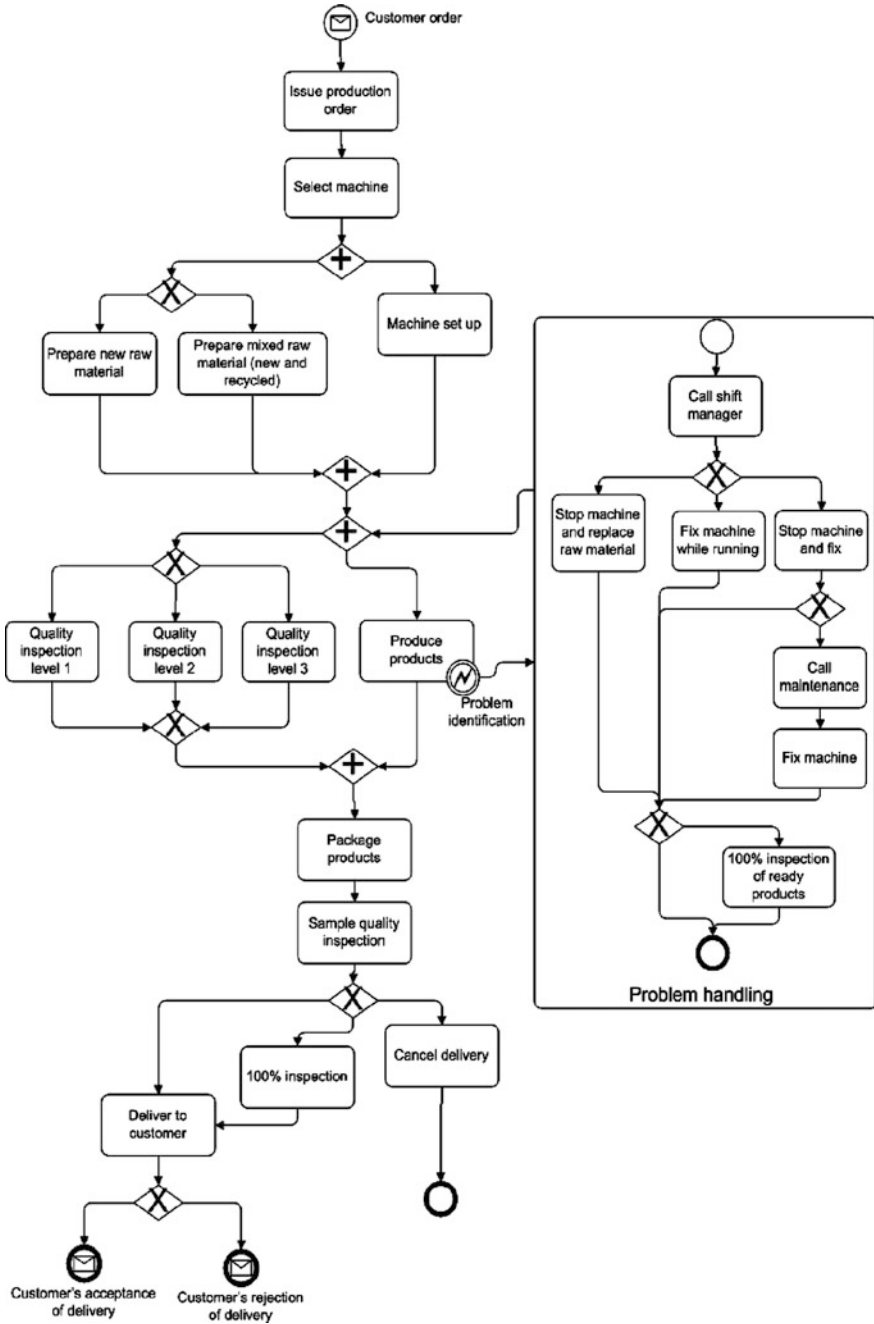 Customer order
Issue production
order
Select machine
Prepare new raw
material
Prepare mixed raw
material (new and
recycled)
Machine set up
Call shift
manager
Stop machine
and replace
raw material
Fix machine
while running
Stop machine
and fix
Quality
inspection
level 1
Quality
inspection
level 2
Quality
inspection
level 3
Produce
products
Problem
identification
Call
maintenance
Fix machine
100% inspection
of ready
products
Problem handling
Package
products
Sample quality
inspection
100% inspection
Cancel delivery
Deliver to
customer
Customer's acceptance
of delivery
Customer's rejection
of delivery